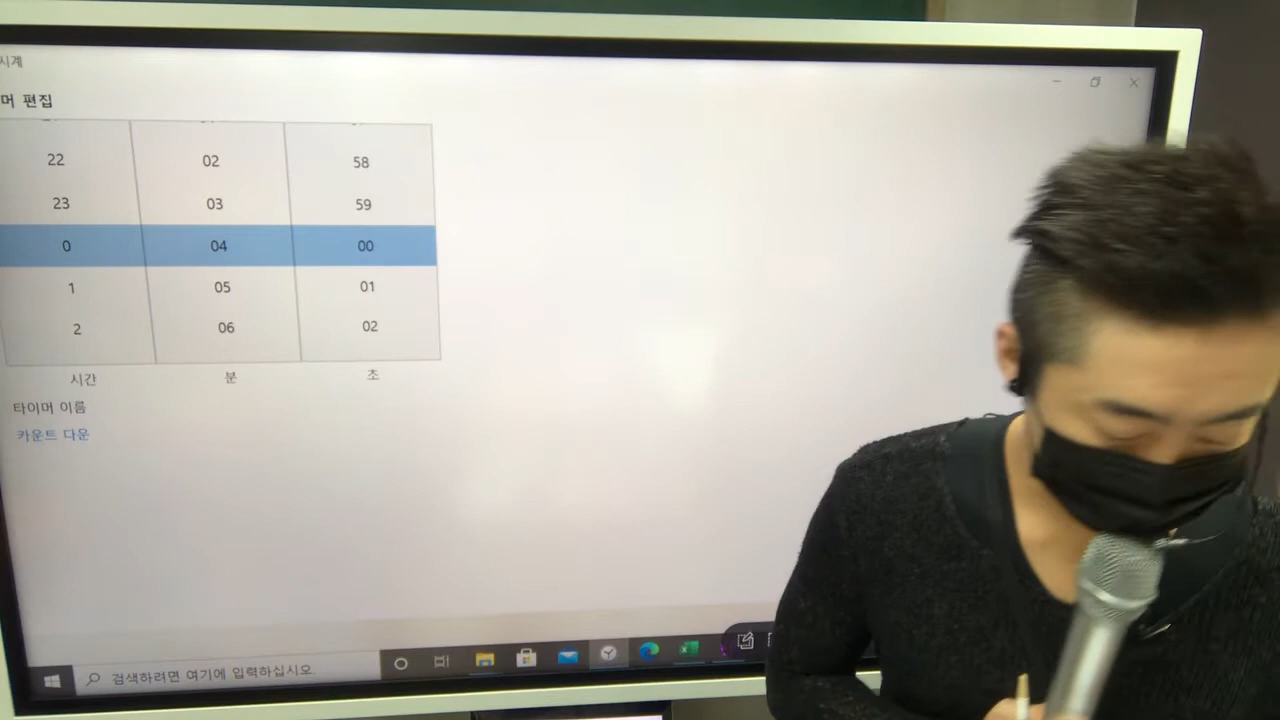 시계
머 편집
22 02 58
23 03 59
0 04 00
1 05 01
2 06 02
시간 분 초
타이머 이름
카운트 다운
검색하려면 여기에 입력하십시오.